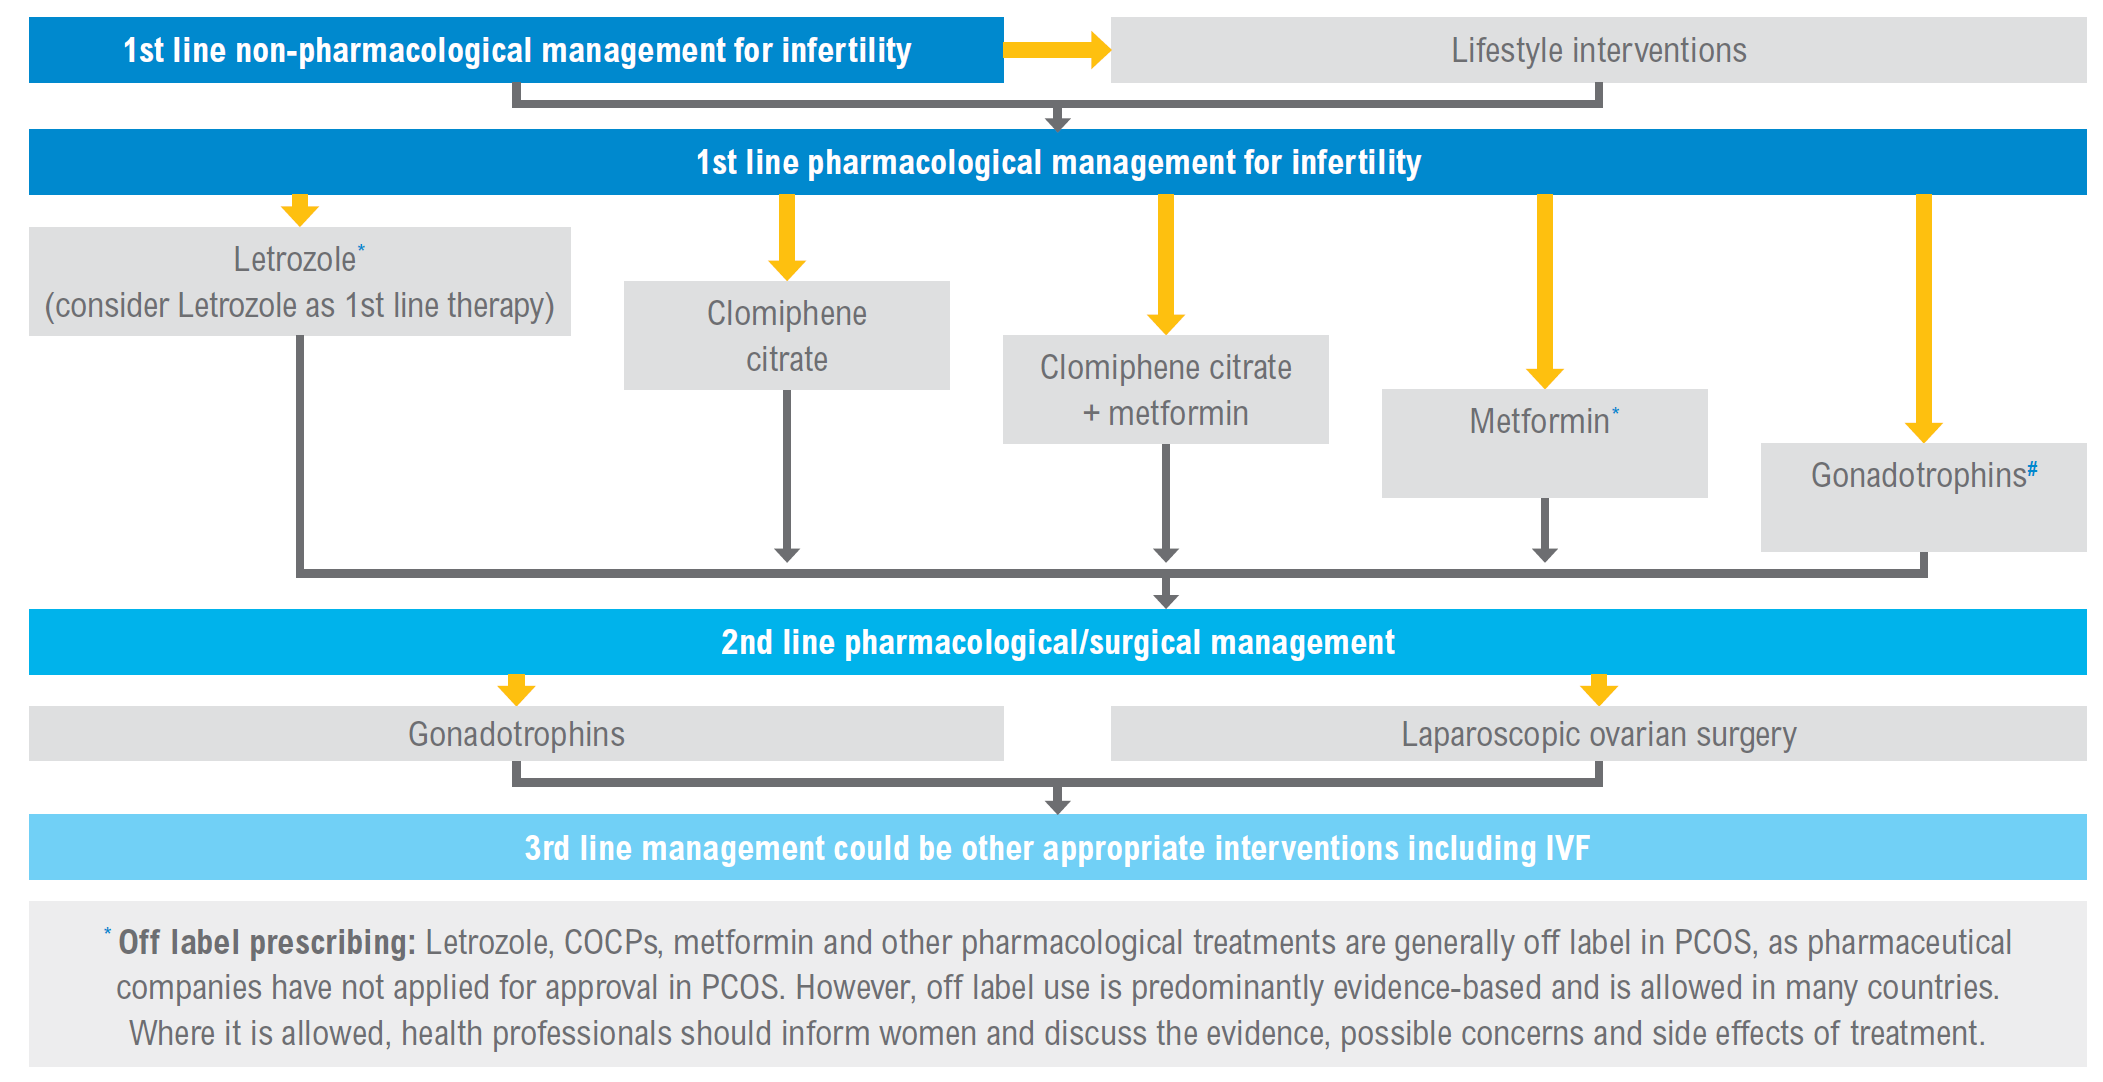 1st line non-pharmacological management for infertility
Lifestyle interventions
1st line pharmacological management for infertility
Letrozole*
(consider Letrozole as 1st line therapy)
Clomiphene
citrate
Clomiphene citrate
+ metformin
Metformin*
Gonadotrophins#
2nd line pharmacological/surgical management
Gonadotrophins
Laparoscopic ovarian surgery
3rd line management could be other appropriate interventions including IVF
* Off label prescribing: Letrozole, COCPs, metformin and other pharmacological treatments are generally off label in PCOS, as pharmaceutical
companies have not applied for approval in PCOS. However, off label use is predominantly evidence-based and is allowed in many countries.
Where it is allowed, health professionals should inform women and discuss the evidence, possible concerns and side effects of treatment.